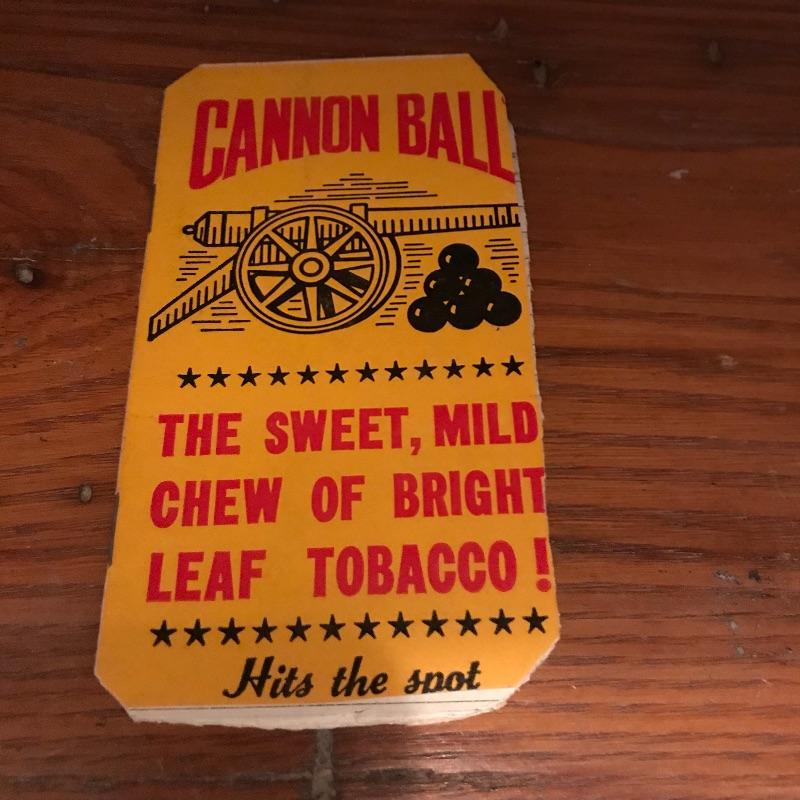 CANNON BALL
THE SWEET, MILD
CHEW OF BRIGHT
LEAF TOBACCO!
Hits the spot